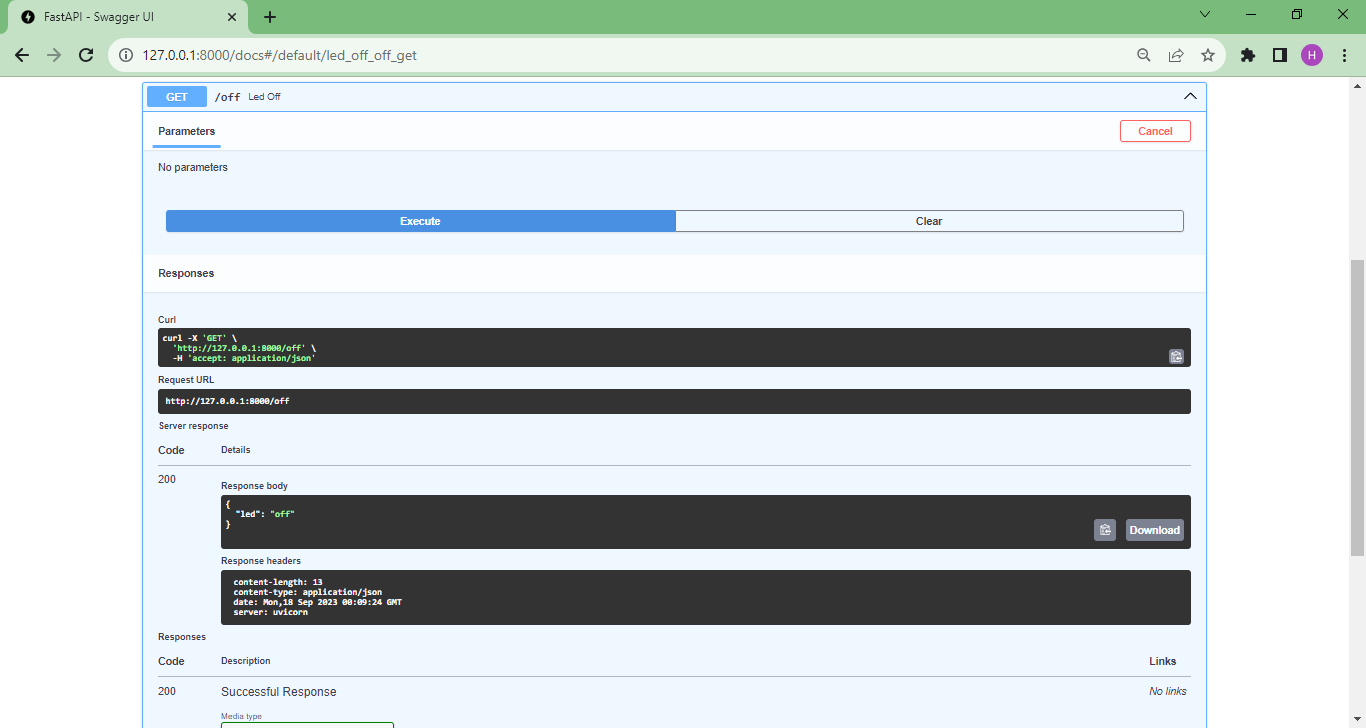 FastAPI - Swagger UI
127.0.0.1:8000/docs#/default/led_off_off_get
H
GET /off Led Off
Parameters
Cancel
No parameters
Execute
Clear
Responses
Curl
curl -X 'GET' \
'http://127.0.0.1:8000/off' \
-H 'accept: application/json'
Request URL
http://127.0.0.1:8000/off
Server response
Code Details
200
Response body
{
"led": "off"
}
Download
Response headers
content-length: 13
content-type: application/json
date: Mon,18 Sep 2023 00:09:24 GMT
server: uvicorn
Responses
Code Description Links
200 Successful Response No links
Media type